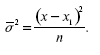 σ̅² = (x − x₁)² / n.